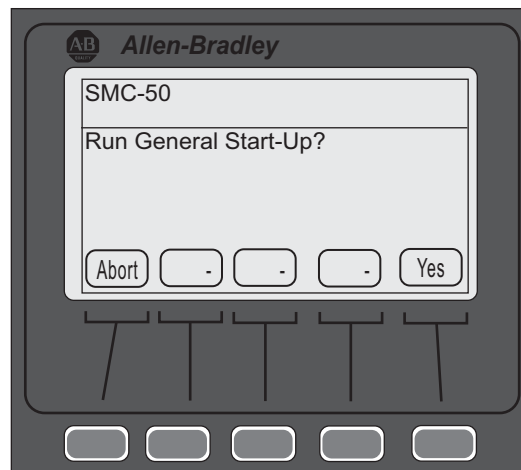 AB Allen-Bradley
SMC-50
Run General Start-Up?
Abort - - - Yes